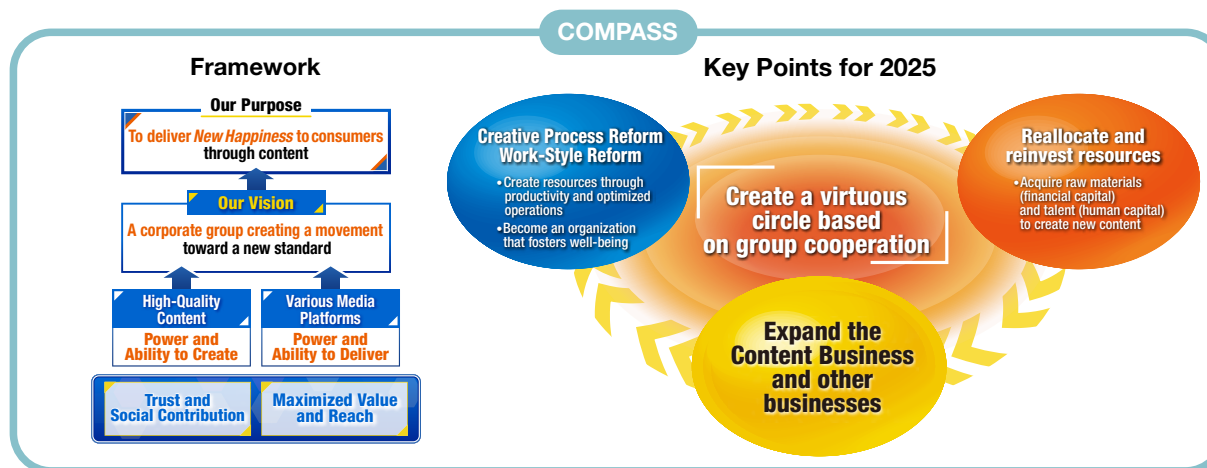 COMPASS
Framework
Our Purpose
To deliver New Happiness to consumers
through content
Our Vision
A corporate group creating a movement
toward a new standard
High-Quality
Content
Power and
Ability to Create
Various Media
Platforms
Power and
Ability to Deliver
Trust and
Social Contribution
Maximized Value
and Reach
Key Points for 2025
Creative Process Reform
Work-Style Reform
•Create resources through
productivity and optimized
operations
•Become an organization
that fosters well-being
Create a virtuous
circle based
on group cooperation
Reallocate and
reinvest resources
•Acquire raw materials
(financial capital)
and talent (human capital)
to create new content
Expand the
Content Business
and other
businesses